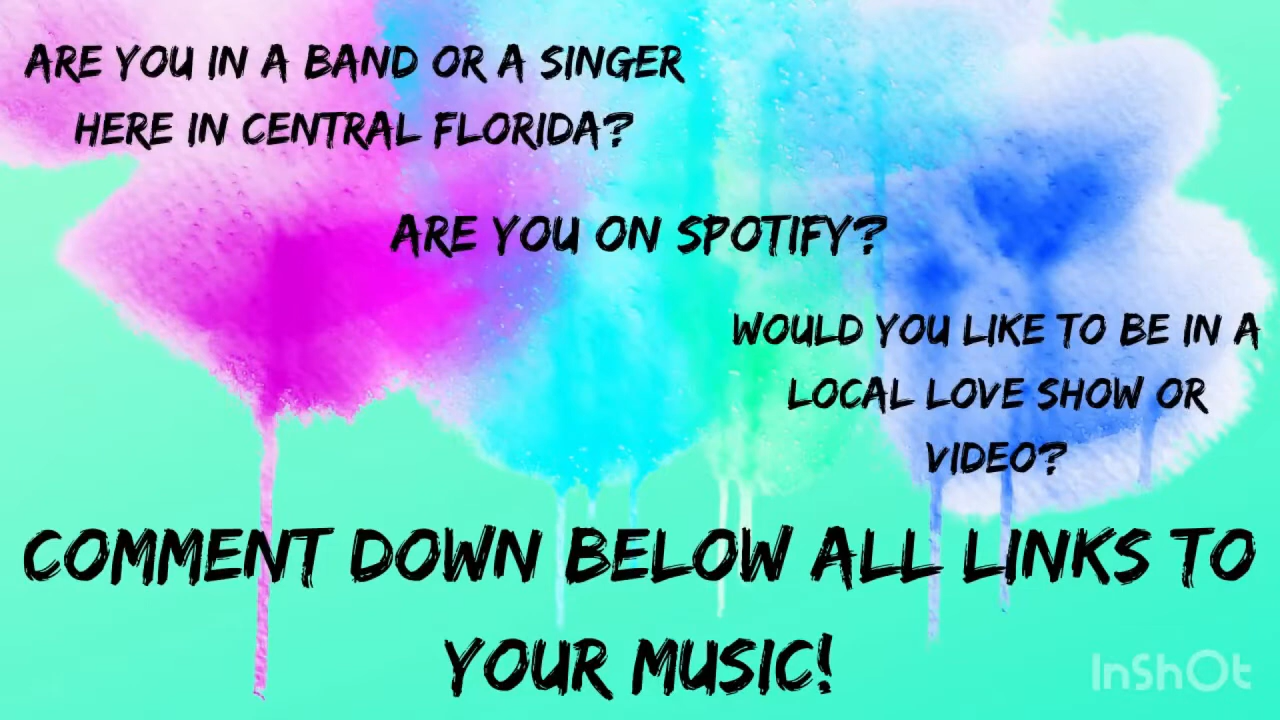 ARE YOU IN A BAND OR A SINGER
HERE IN CENTRAL FLORIDA?
ARE YOU ON SPOTIFY?
WOULD YOU LIKE TO BE IN A
LOCAL LOVE SHOW OR
VIDEO?
COMMENT DOWN BELOW ALL LINKS TO
YOUR MUSIC!
InShOt